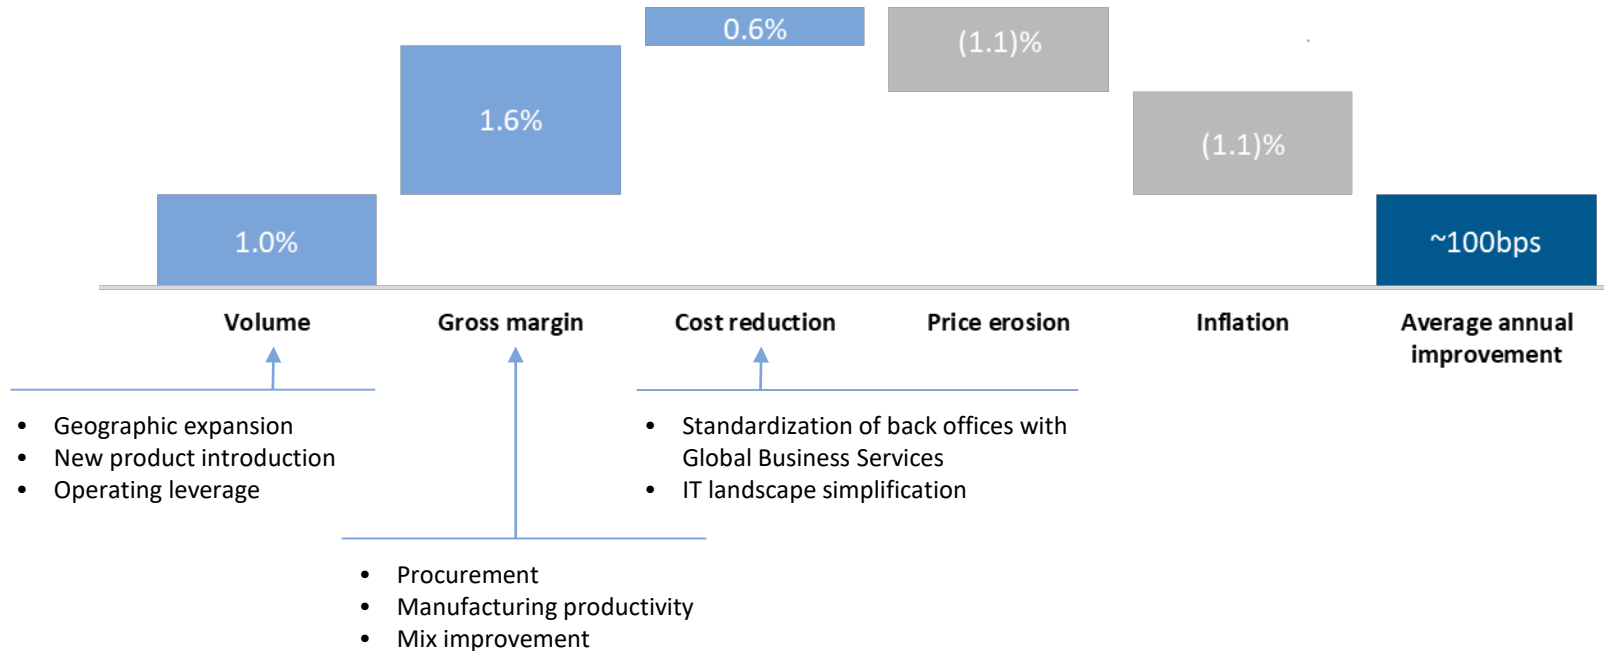 0.6%
(1.1)%
1.6%
(1.1)%
1.0%
~100bps
Volume
Gross margin
Cost reduction
Price erosion
Inflation
Average annual
improvement
• Geographic expansion
• New product introduction
• Operating leverage
• Standardization of back offices with
Global Business Services
• IT landscape simplification
• Procurement
• Manufacturing productivity
• Mix improvement